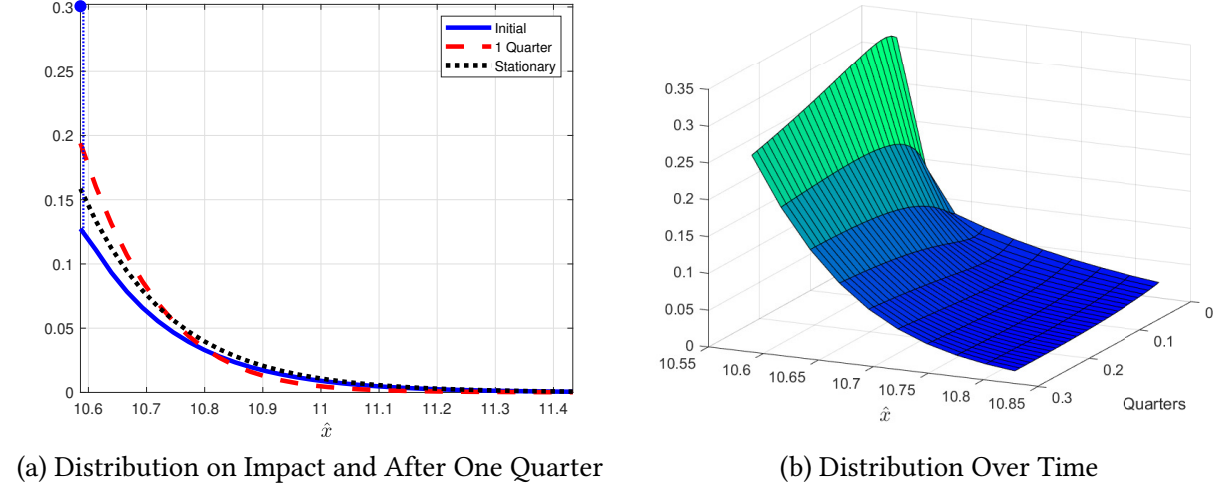 0.3
0.25
0.2
0.15
0.1
0.05
0
10.6 10.7 10.8 10.9 11 11.1 11.2 11.3 11.4
x̂
Initial
1 Quarter
Stationary
(a) Distribution on Impact and After One Quarter
0.35
0.3
0.25
0.2
0.15
0.1
0.05
0
10.55 10.6 10.65 10.7 10.75 10.8 10.85
x̂
0.3 0.2 0.1 0
Quarters
(b) Distribution Over Time